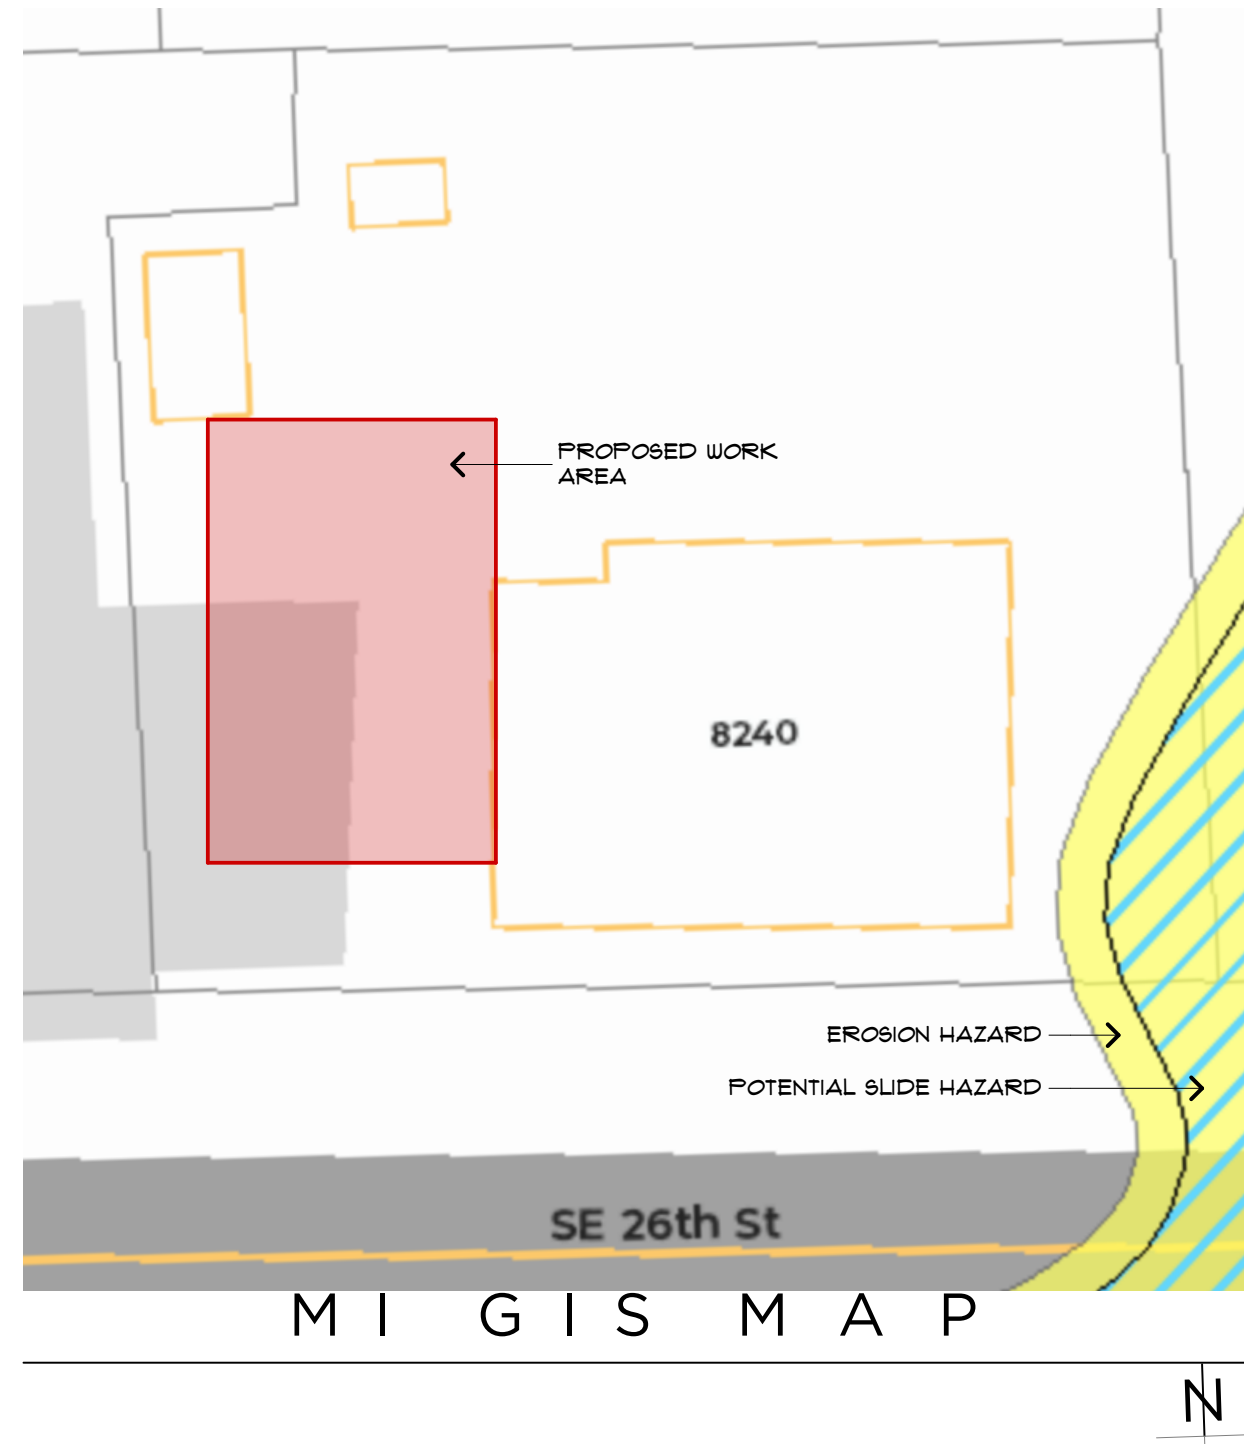 PROPOSED WORK
AREA
8240
EROSION HAZARD
POTENTIAL SLIDE HAZARD
SE 26th St
MI GIS MAP
N